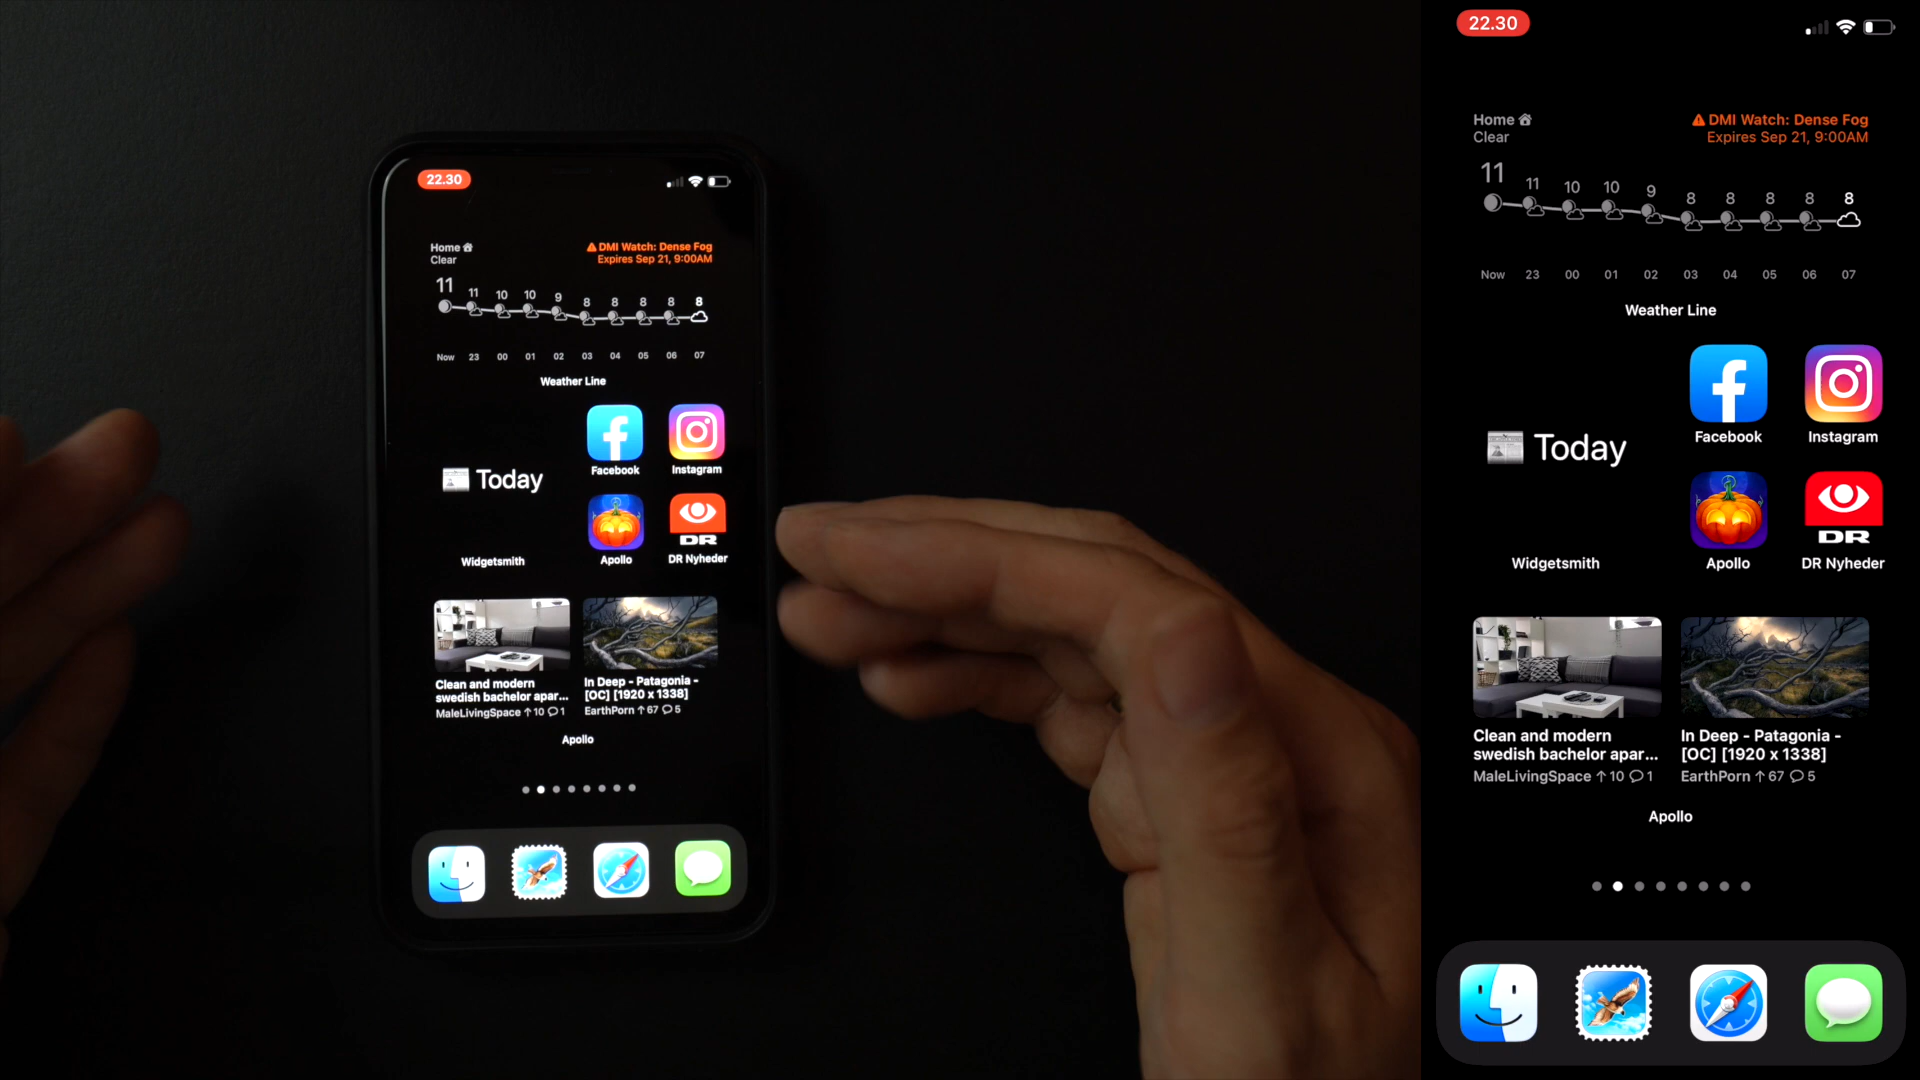 22.30
Home
Clear
DMI Watch: Dense Fog
Expires Sep 21, 9:00AM
11 11 10 10 9 8 8 8 8 8
Now 23 00 01 02 03 04 05 06 07
Weather Line
Today
Widgetsmith
Facebook
Instagram
Apollo
DR
DR Nyheder
Clean and modern
swedish bachelor apar...
MaleLivingSpace 10 1
In Deep - Patagonia -
[OC] [1920 x 1338]
EarthPorn 67 5
Apollo
22.30
Home
Clear
DMI Watch: Dense Fog
Expires Sep 21, 9:00AM
11 11 10 10 9 8 8 8 8 8
Now 23 00 01 02 03 04 05 06 07
Weather Line
Today
Widgetsmith
Facebook
Instagram
Apollo
DR
DR Nyheder
Clean and modern
swedish bachelor apar...
MaleLivingSpace 10 1
In Deep - Patagonia -
[OC] [1920 x 1338]
EarthPorn 67 5
Apollo